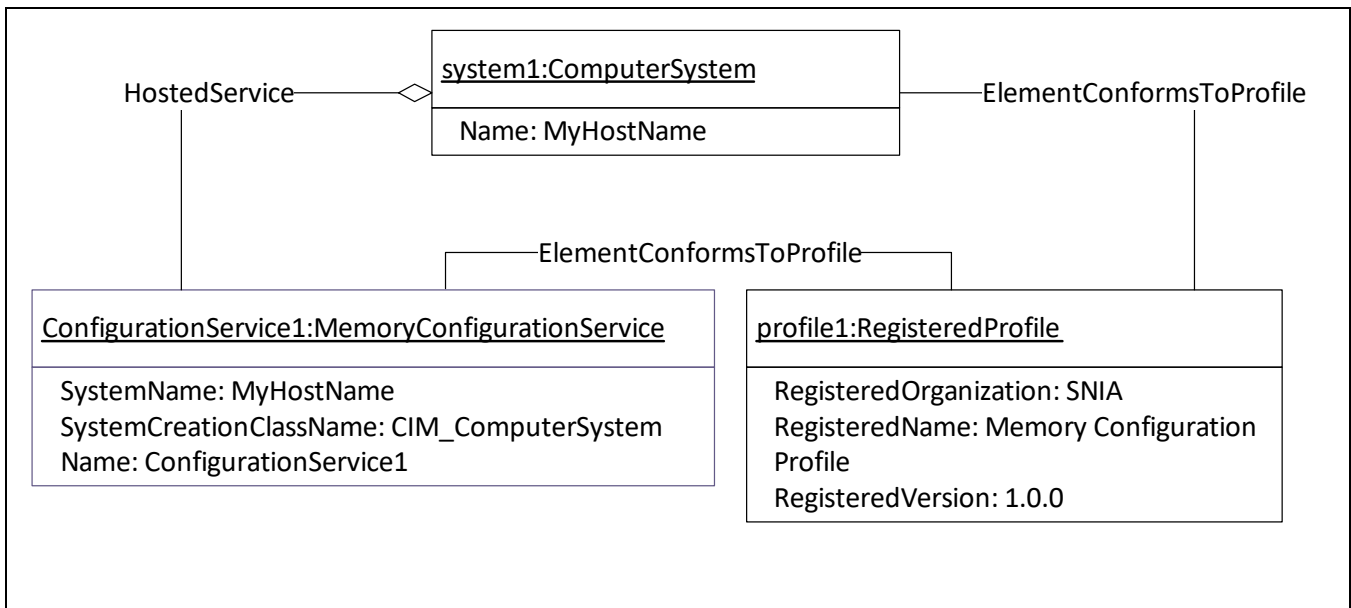 system1:ComputerSystem
HostedService
ElementConformsToProfile
Name: MyHostName
ElementConformsToProfile
ConfigurationService1:MemoryConfigurationService
SystemName: MyHostName
SystemCreationClassName: CIM_ComputerSystem
Name: ConfigurationService1
profile1:RegisteredProfile
RegisteredOrganization: SNIA
RegisteredName: Memory Configuration
Profile
RegisteredVersion: 1.0.0